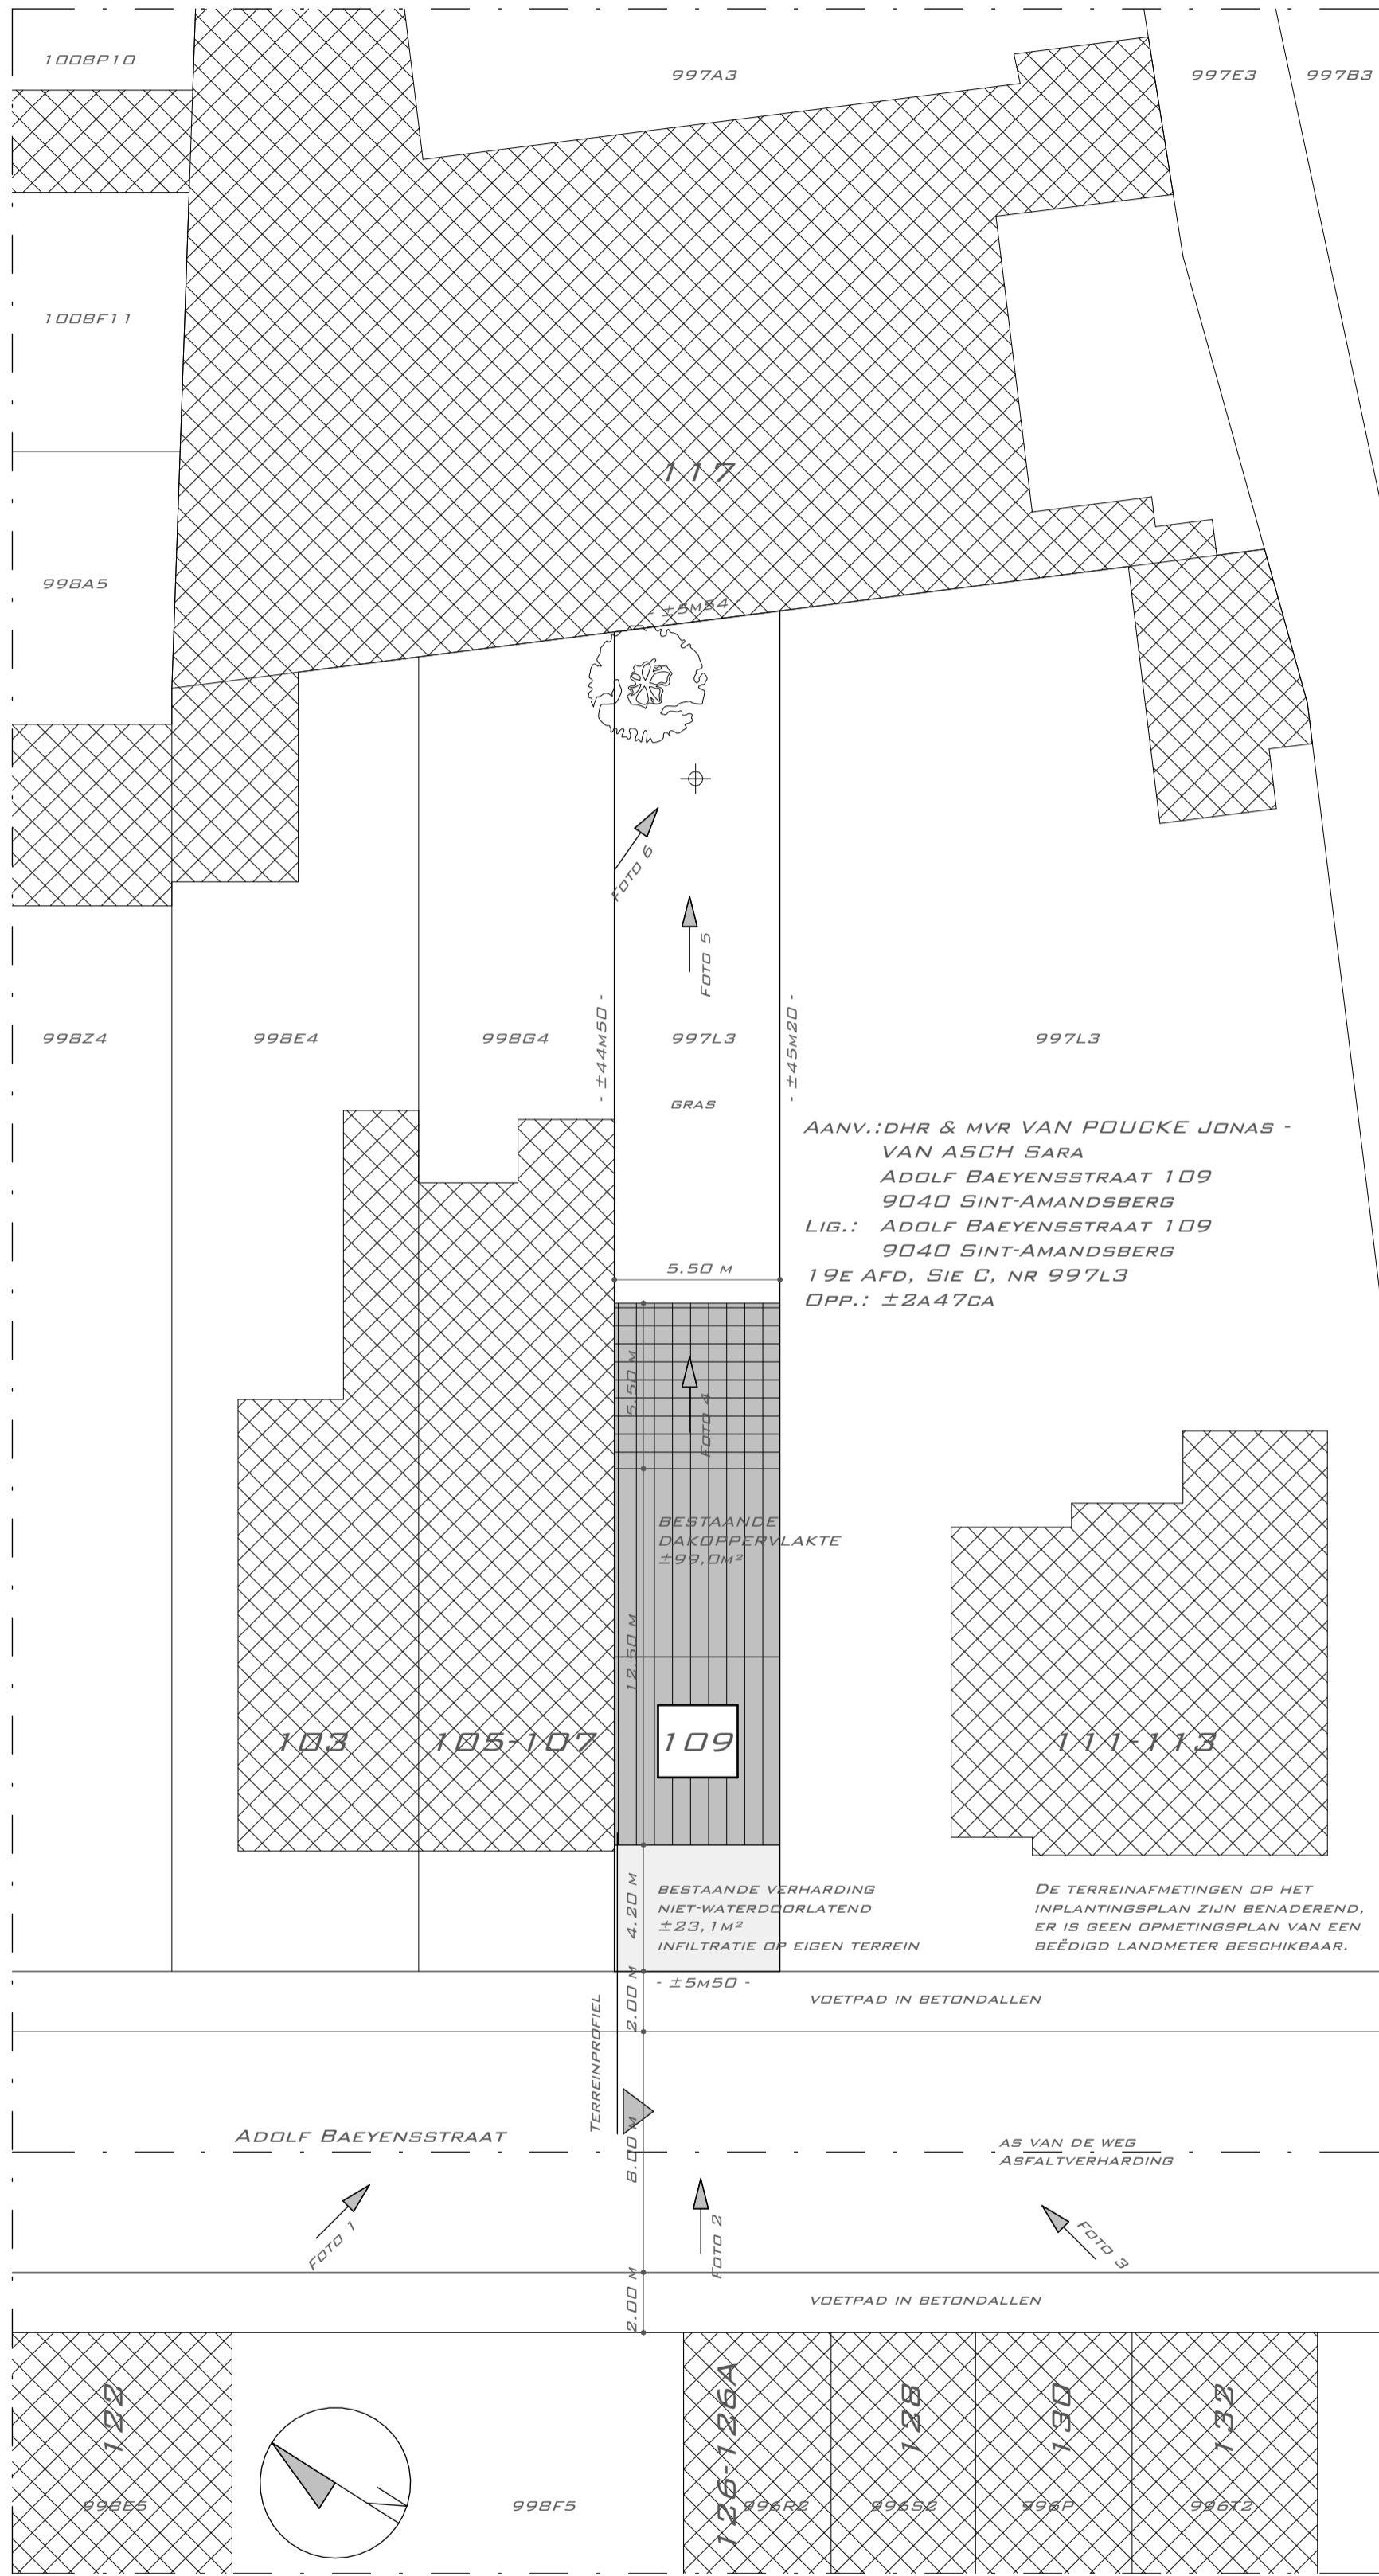 1008P10
997A3
997E3
997B3
1008F11
117
998A5
- ±5M54 -
FOTO 6
FOTO 5
- ±44M50 -
- ±45M20 -
998Z4
998E4
998G4
997L3
997L3
GRAS
AANV.: DHR & MVR VAN POUCKE JONAS -
VAN ASCH SARA
ADOLF BAEYENSSTRAAT 109
9040 SINT-AMANDSBERG
LIG.: ADOLF BAEYENSSTRAAT 109
9040 SINT-AMANDSBERG
19E AFD, SIE C, NR 997L3
OPP.: ±2A47CA
5.50 M
5.50 M
FOTO 4
BESTAANDE
DAKOPPERVLAKTE
±99,0M²
12.50 M
103
105-107
109
111-113
4.20 M
BESTAANDE VERHARDING
NIET-WATERDOORLATEND
±23,1M²
INFILTRATIE OP EIGEN TERREIN
DE TERREINAFMETINGEN OP HET
INPLANTINGSPLAN ZIJN BENADEREND,
ER IS GEEN OPMETINGSPLAN VAN EEN
BEËDIGD LANDMETER BESCHIKBAAR.
- ±5M50 -
2.00 M
VOETPAD IN BETONDALLEN
TERREINPROFIEL
8.00 M
ADOLF BAEYENSSTRAAT
AS VAN DE WEG
ASFALTVERHARDING
FOTO 1
FOTO 2
FOTO 3
2.00 M
VOETPAD IN BETONDALLEN
122
126-126A
128
130
132
998E5
N
998F5
996R2
996S2
996P
996T2